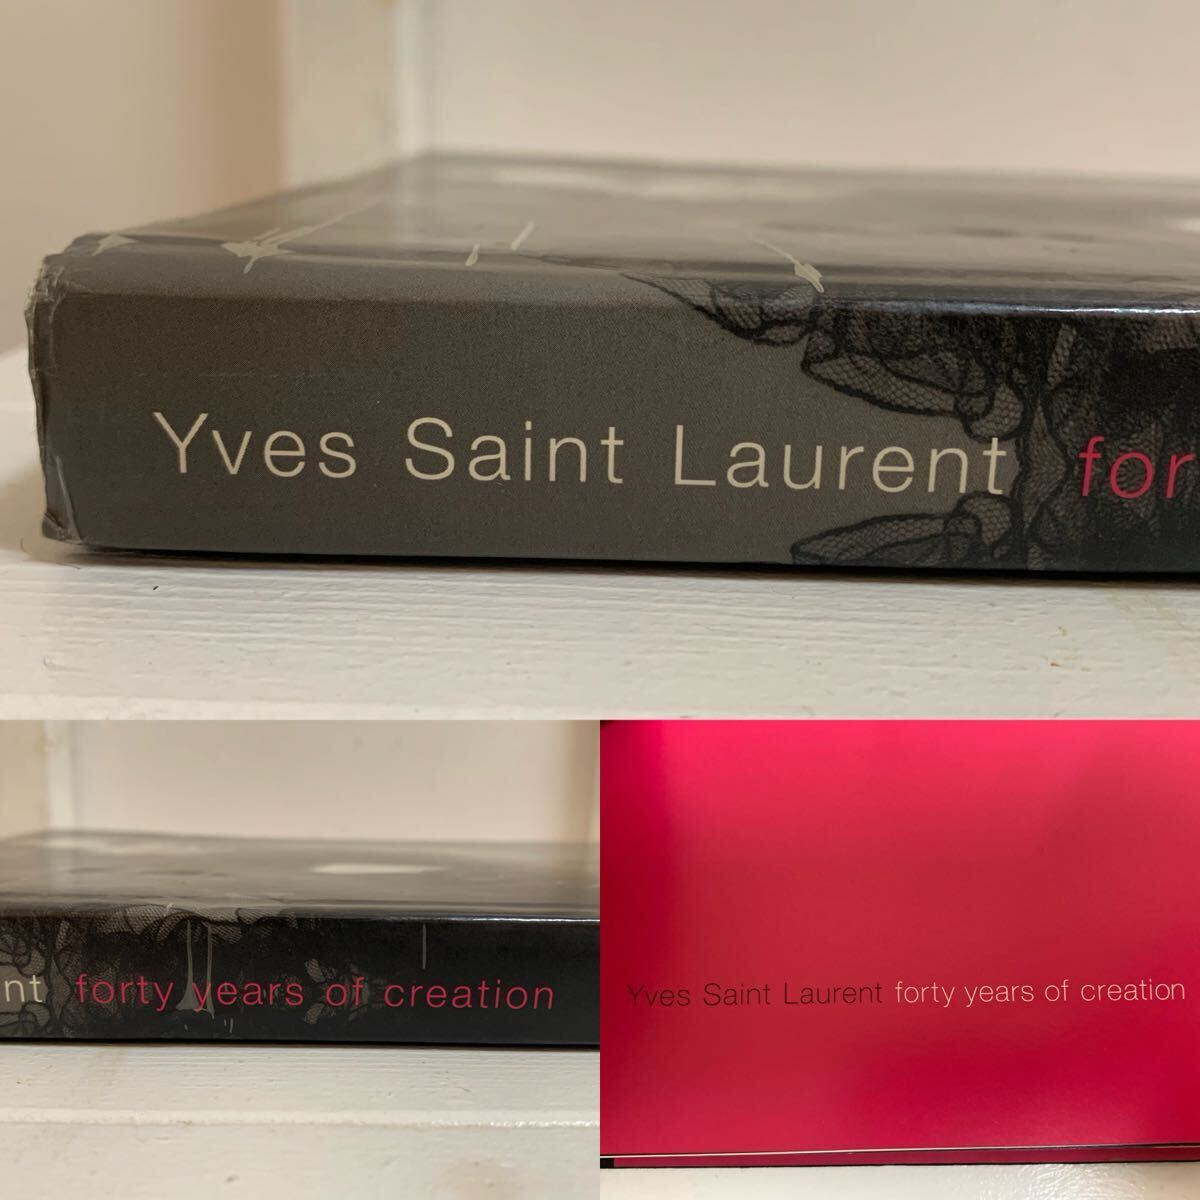 Yves Saint Laurent for
nt forty years of creation
Yves Saint Laurent forty years of creation